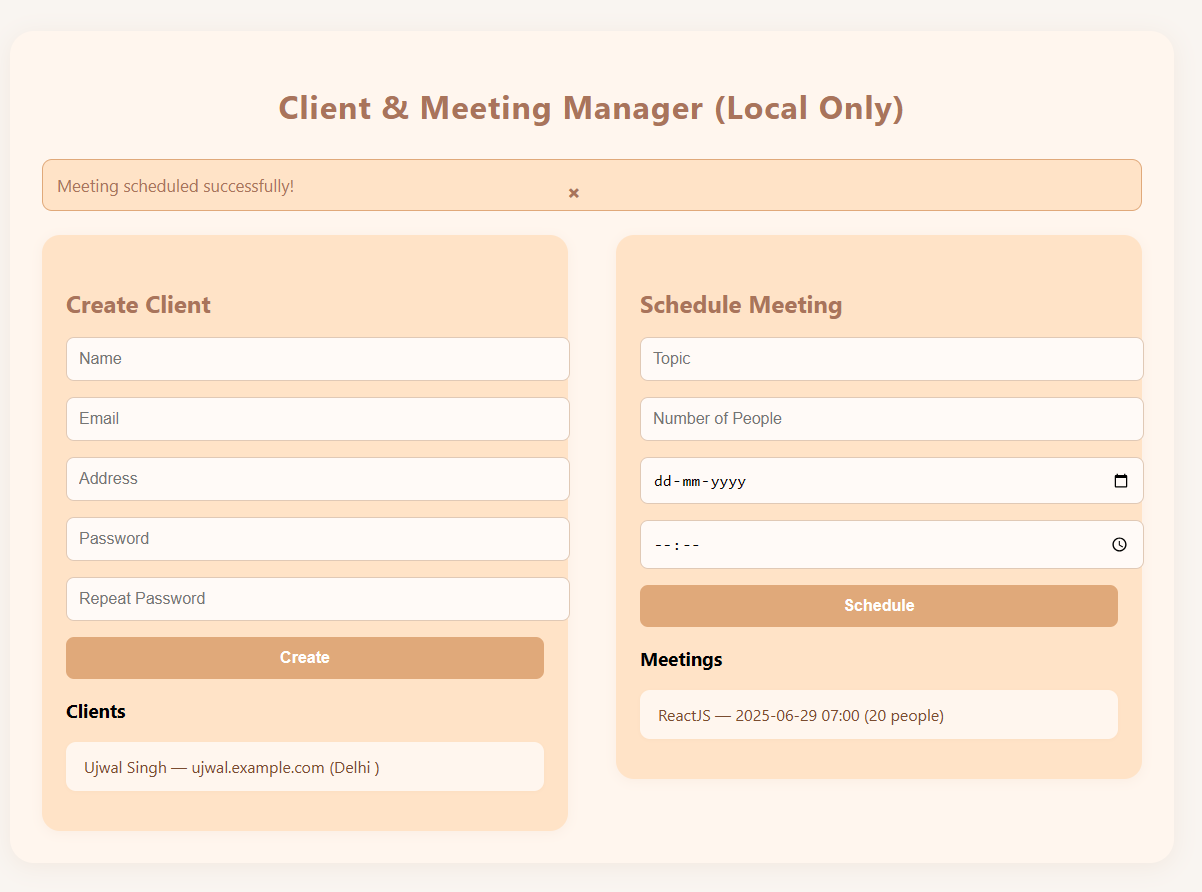 Client & Meeting Manager (Local Only)
Meeting scheduled successfully!
×
Create Client
Name
Email
Address
Password
Repeat Password
Create
Clients
Ujwal Singh — ujwal.example.com (Delhi )
Schedule Meeting
Topic
Number of People
dd-mm-yyyy
--:--
Schedule
Meetings
ReactJS — 2025-06-29 07:00 (20 people)